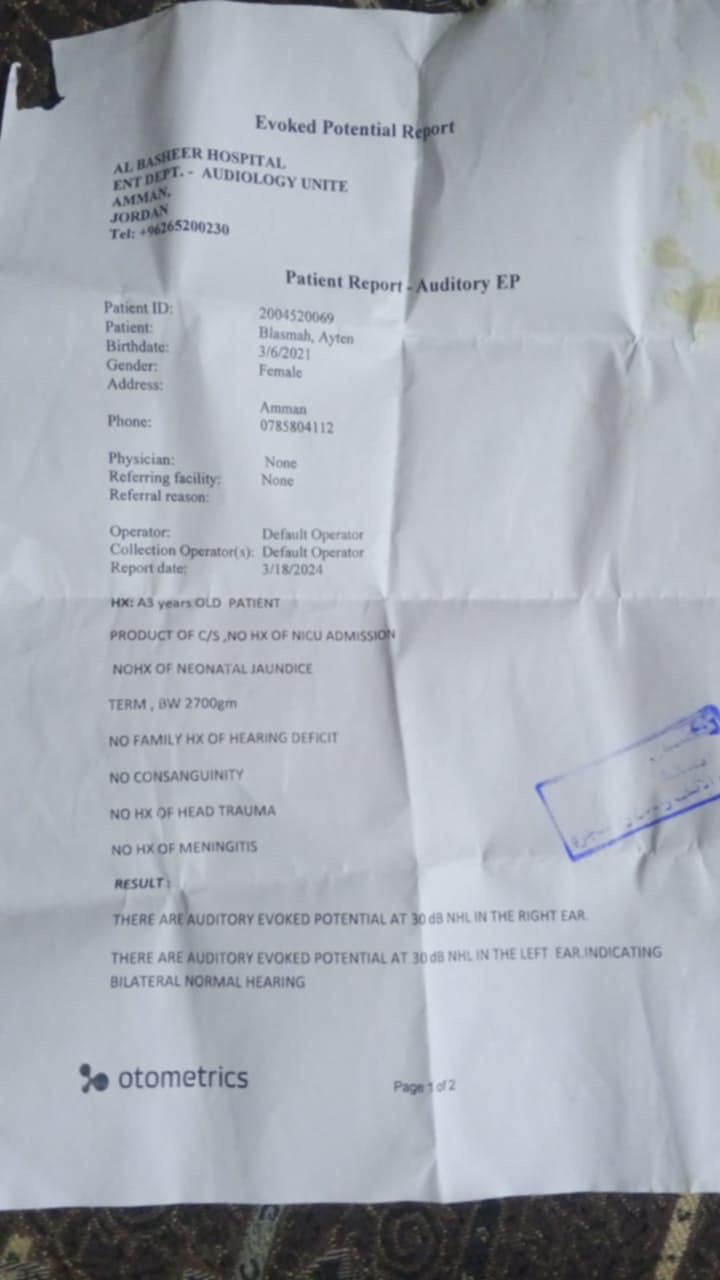 Evoked Potential Report
AL BASHEER HOSPITAL
ENT DEPT. - AUDIOLOGY UNITE
AMMAN,
JORDAN
Tel: +96265200230
Patient Report - Auditory EP
Patient ID: 2004520069
Patient: Blasmah, Ayten
Birthdate: 3/6/2021
Gender: Female
Address:
Amman
Phone: 0785804112
Physician: None
Referring facility: None
Referral reason:
Operator: Default Operator
Collection Operator(s): Default Operator
Report date: 3/18/2024
HX: A3 years OLD PATIENT
PRODUCT OF C/S ,NO HX OF NICU ADMISSION
NOHX OF NEONATAL JAUNDICE
TERM , BW 2700gm
NO FAMILY HX OF HEARING DEFICIT
NO CONSANGUINITY
NO HX OF HEAD TRAUMA
NO HX OF MENINGITIS
RESULT :
THERE ARE AUDITORY EVOKED POTENTIAL AT 30 dB NHL IN THE RIGHT EAR.
THERE ARE AUDITORY EVOKED POTENTIAL AT 30 dB NHL IN THE LEFT EAR.INDICATING
BILATERAL NORMAL HEARING
otometrics
Page 1 of 2